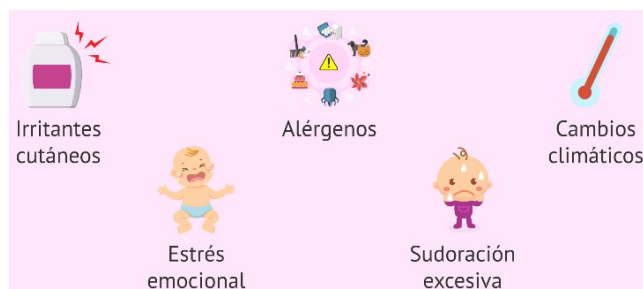 Irritantes
cutáneos
Alérgenos
Cambios
climáticos
Estrés
emocional
Sudoración
excesiva